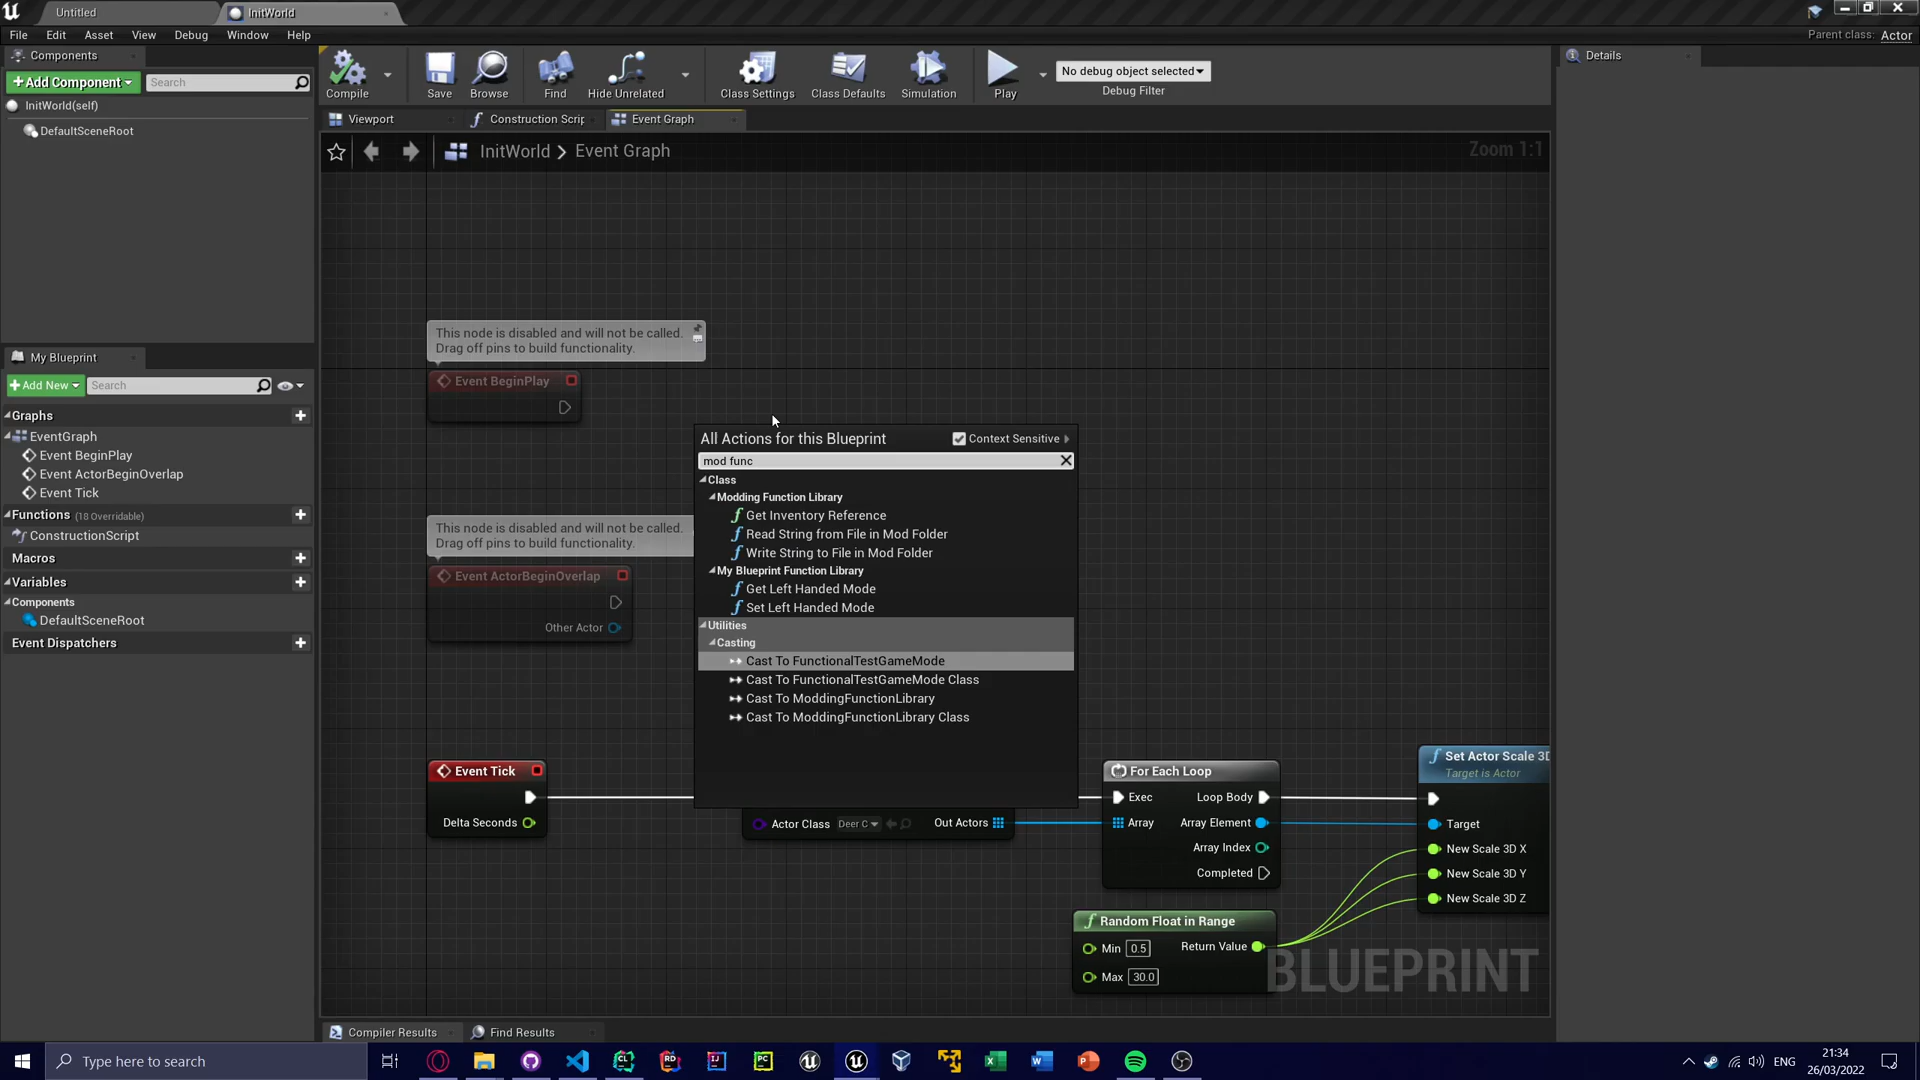 Untitled
InitWorld
File Edit Asset View Debug Window Help
Parent class: Actor
Components
+Add Component
Search
InitWorld(self)
DefaultSceneRoot
Compile
Save
Browse
Find
Hide Unrelated
Class Settings
Class Defaults
Simulation
Play
No debug object selected
Debug Filter
Details
Viewport
Construction Scrip
Event Graph
InitWorld > Event Graph
Zoom 1:1
My Blueprint
+Add New
Search
Graphs
EventGraph
Event BeginPlay
Event ActorBeginOverlap
Event Tick
Functions (18 Overridable)
ConstructionScript
Macros
Variables
Components
DefaultSceneRoot
Event Dispatchers
This node is disabled and will not be called.
Drag off pins to build functionality.
Event BeginPlay
This node is disabled and will not be called.
Drag off pins to build functionality.
Event ActorBeginOverlap
Other Actor
All Actions for this Blueprint
Context Sensitive
mod func
Class
Modding Function Library
Get Inventory Reference
Read String from File in Mod Folder
Write String to File in Mod Folder
My Blueprint Function Library
Get Left Handed Mode
Set Left Handed Mode
Utilities
Casting
Cast To FunctionalTestGameMode
Cast To FunctionalTestGameMode Class
Cast To ModdingFunctionLibrary
Cast To ModdingFunctionLibrary Class
Event Tick
Delta Seconds
Actor Class
Deer C
Out Actors
For Each Loop
Exec
Loop Body
Array
Array Element
Array Index
Completed
Set Actor Scale 3D
Target is Actor
Target
New Scale 3D X
New Scale 3D Y
New Scale 3D Z
Random Float in Range
Min 0.5
Return Value
Max 30.0
BLUEPRINT
Compiler Results
Find Results
Type here to search
ENG
21:34
26/03/2022